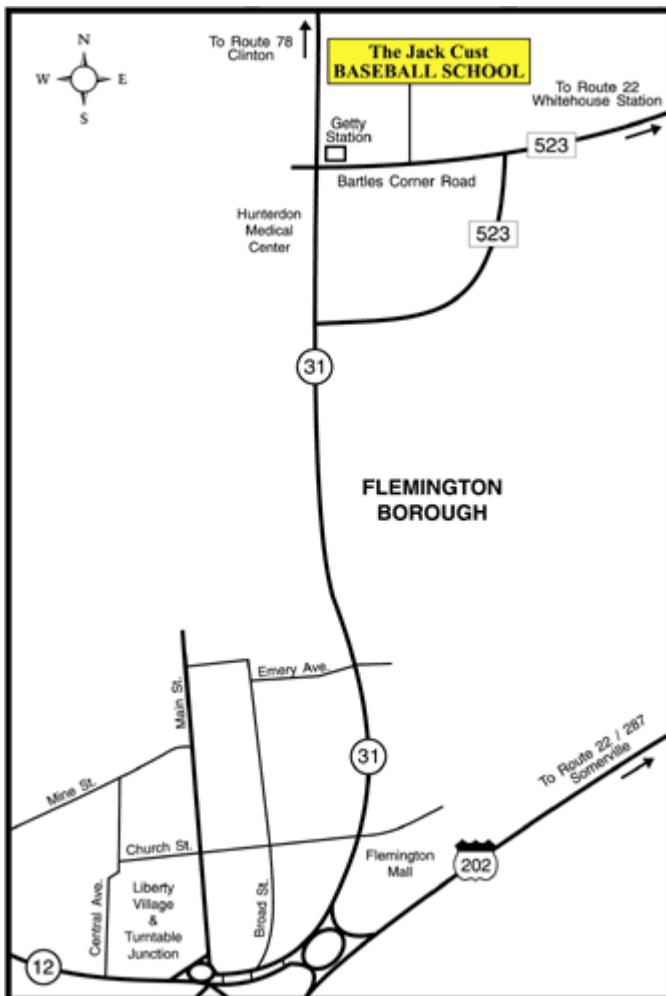 N
W E
S
To Route 78
Clinton
The Jack Cust
BASEBALL SCHOOL
To Route 22
Whitehouse Station
Getty
Station
523
Bartles Corner Road
Hunterdon
Medical
Center
523
31
FLEMINGTON
BOROUGH
Emery Ave.
Main St.
31
To Route 22 / 287
Somerville
Mine St.
Church St.
Flemington
Mall
202
Liberty
Village
&
Turntable
Junction
Central Ave.
Broad St.
12